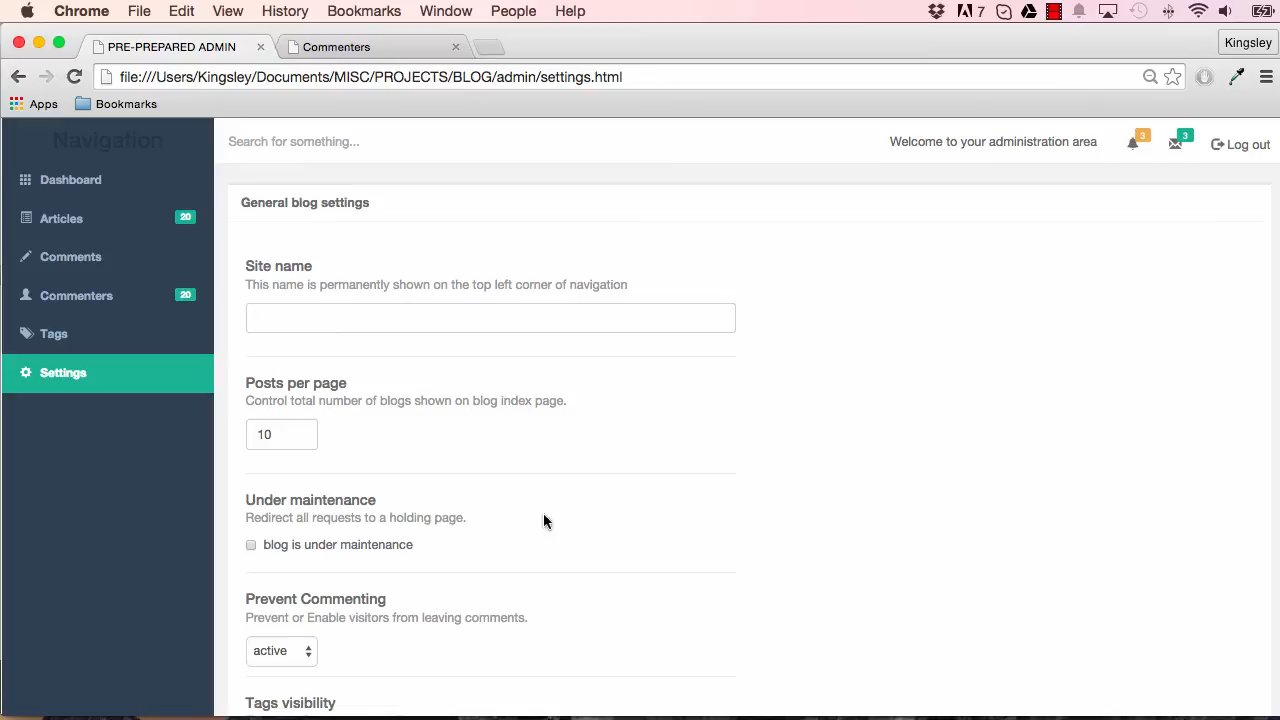 Chrome File Edit View History Bookmarks Window People Help 7
PRE-PREPARED ADMIN Commenters Kingsley
file:///Users/Kingsley/Documents/MISC/PROJECTS/BLOG/admin/settings.html
Apps Bookmarks
Navigation
Search for something... Welcome to your administration area 3 3 Log out
Dashboard
Articles 20
Comments
Commenters 20
Tags
Settings
General blog settings
Site name
This name is permanently shown on the top left corner of navigation
Posts per page
Control total number of blogs shown on blog index page.
10
Under maintenance
Redirect all requests to a holding page.
blog is under maintenance
Prevent Commenting
Prevent or Enable visitors from leaving comments.
active
Tags visibility